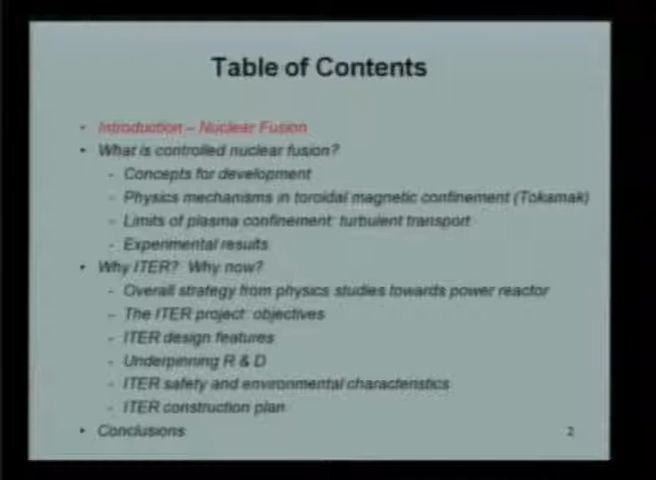 Table of Contents
• Introduction – Nuclear Fusion
• What is controlled nuclear fusion?
- Concepts for development
- Physics mechanisms in toroidal magnetic confinement (Tokamak)
- Limits of plasma confinement: turbulent transport
- Experimental results
• Why ITER? Why now?
- Overall strategy from physics studies towards power reactor
- The ITER project: objectives
- ITER design features
- Underpinning R & D
- ITER safety and environmental characteristics
- ITER construction plan
• Conclusions
2